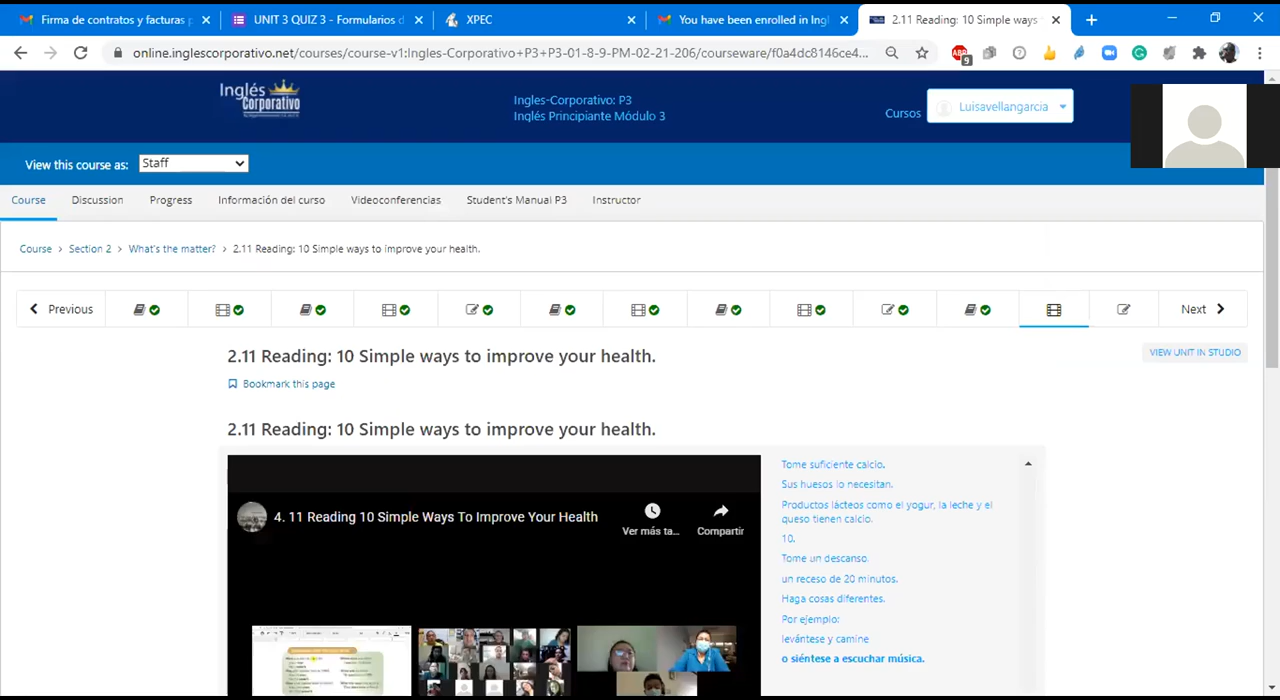 Firma de contratos y facturas p
UNIT 3 QUIZ 3 - Formularios d
XPEC
You have been enrolled in Ingl
2.11 Reading: 10 Simple ways
online.inglescorporativo.net/courses/course-v1:Ingles-Corporativo+P3+P3-01-8-9-PM-02-21-206/courseware/f0a4dc8146ce4...
ABP
9
Inglés
Corporativo
Ingles-Corporativo: P3
Inglés Principiante Módulo 3
Cursos
Luisavellangarcia
View this course as:
Staff
Course
Discussion
Progress
Información del curso
Videoconferencias
Student's Manual P3
Instructor
Course > Section 2 > What's the matter? > 2.11 Reading: 10 Simple ways to improve your health.
Previous
Next
2.11 Reading: 10 Simple ways to improve your health.
VIEW UNIT IN STUDIO
Bookmark this page
2.11 Reading: 10 Simple ways to improve your health.
4. 11 Reading 10 Simple Ways To Improve Your Health
Ver más ta...
Compartir
Tome suficiente calcio.
Sus huesos lo necesitan.
Productos lácteos como el yogur, la leche y el
queso tienen calcio.
10.
Tome un descanso.
un receso de 20 minutos.
Haga cosas diferentes.
Por ejemplo:
levántese y camine
o siéntese a escuchar música.